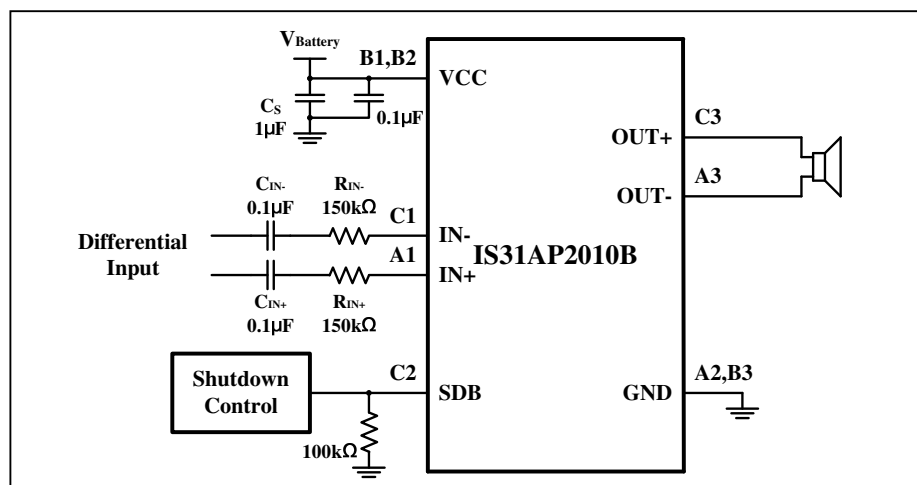 VBattery
B1,B2
VCC
CS
1µF
0.1µF
C3
OUT+
A3
OUT-
CIN-
0.1µF
RIN-
150kΩ
C1
IN-
Differential
Input
IS31AP2010B
A1
IN+
CIN+
0.1µF
RIN+
150kΩ
Shutdown
Control
C2
SDB
A2,B3
GND
100kΩ